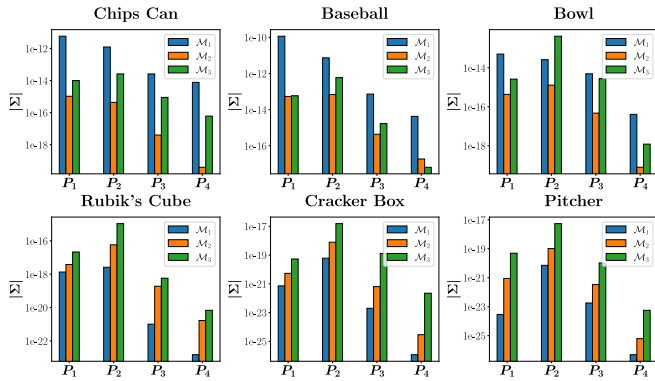 Chips Can
Baseball
Bowl
|Σ|
1e-12
1e-14
1e-16
1e-18
P₁ P₂ P₃ P₄
ℳ₁
ℳ₂
ℳ₃
|Σ|
1e-10
1e-12
1e-14
1e-16
P₁ P₂ P₃ P₄
ℳ₁
ℳ₂
ℳ₃
|Σ|
1e-14
1e-16
1e-18
P₁ P₂ P₃ P₄
ℳ₁
ℳ₂
ℳ₃
Rubik's Cube
Cracker Box
Pitcher
|Σ|
1e-16
1e-18
1e-20
1e-22
P₁ P₂ P₃ P₄
ℳ₁
ℳ₂
ℳ₃
|Σ|
1e-17
1e-19
1e-21
1e-23
1e-25
P₁ P₂ P₃ P₄
ℳ₁
ℳ₂
ℳ₃
|Σ|
1e-17
1e-19
1e-21
1e-23
1e-25
P₁ P₂ P₃ P₄
ℳ₁
ℳ₂
ℳ₃